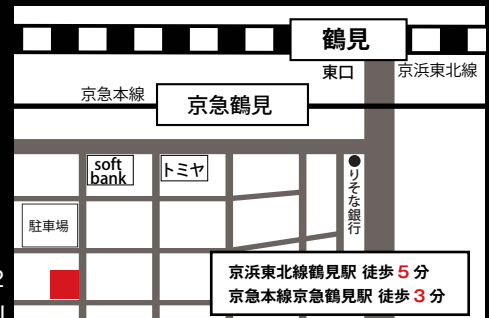 鶴見
東口
京浜東北線
京急本線
京急鶴見
soft
bank
トミヤ
●りそな銀行
駐車場
京浜東北線鶴見駅 徒歩5分
京急本線京急鶴見駅 徒歩3分